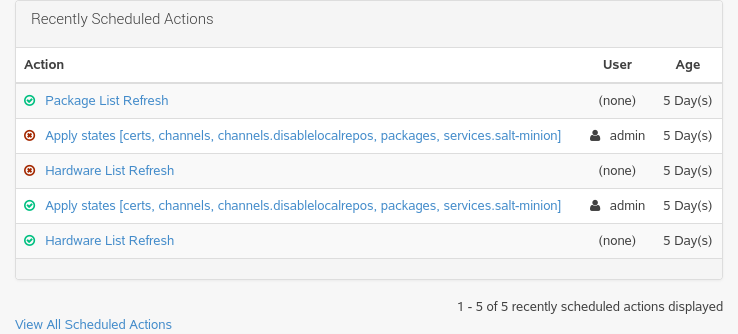 Recently Scheduled Actions
Action User Age
Package List Refresh (none) 5 Day(s)
Apply states [certs, channels, channels.disablelocalrepos, packages, services.salt-minion] admin 5 Day(s)
Hardware List Refresh (none) 5 Day(s)
Apply states [certs, channels, channels.disablelocalrepos, packages, services.salt-minion] admin 5 Day(s)
Hardware List Refresh (none) 5 Day(s)
1 - 5 of 5 recently scheduled actions displayed
View All Scheduled Actions